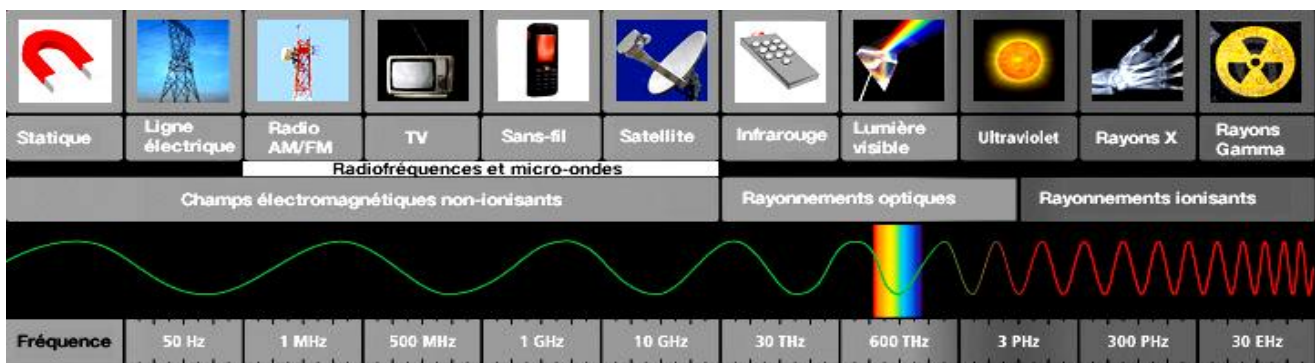 Statique
Ligne électrique
Radio AM/FM
TV
Sans-fil
Satellite
Infrarouge
Lumière visible
Ultraviolet
Rayons X
Rayons Gamma
Radiofréquences et micro-ondes
Champs électromagnétiques non-ionisants
Rayonnements optiques
Rayonnements ionisants
Fréquence
50 Hz
1 MHz
500 MHz
1 GHz
10 GHz
30 THz
600 THz
3 PHz
300 PHz
30 EHz